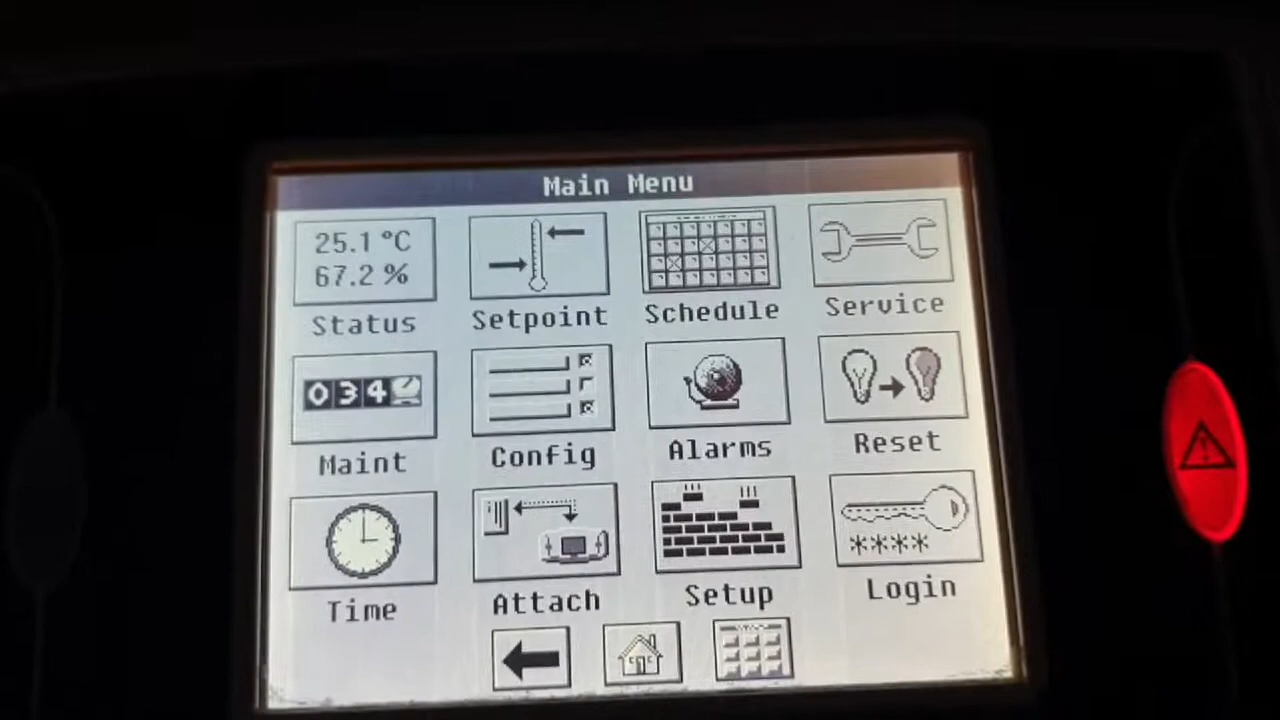 Main Menu
25.1 °C
67.2 %
Status
Setpoint
Schedule
Service
034
Maint
Config
Alarms
Reset
Time
Attach
Setup
****
Login